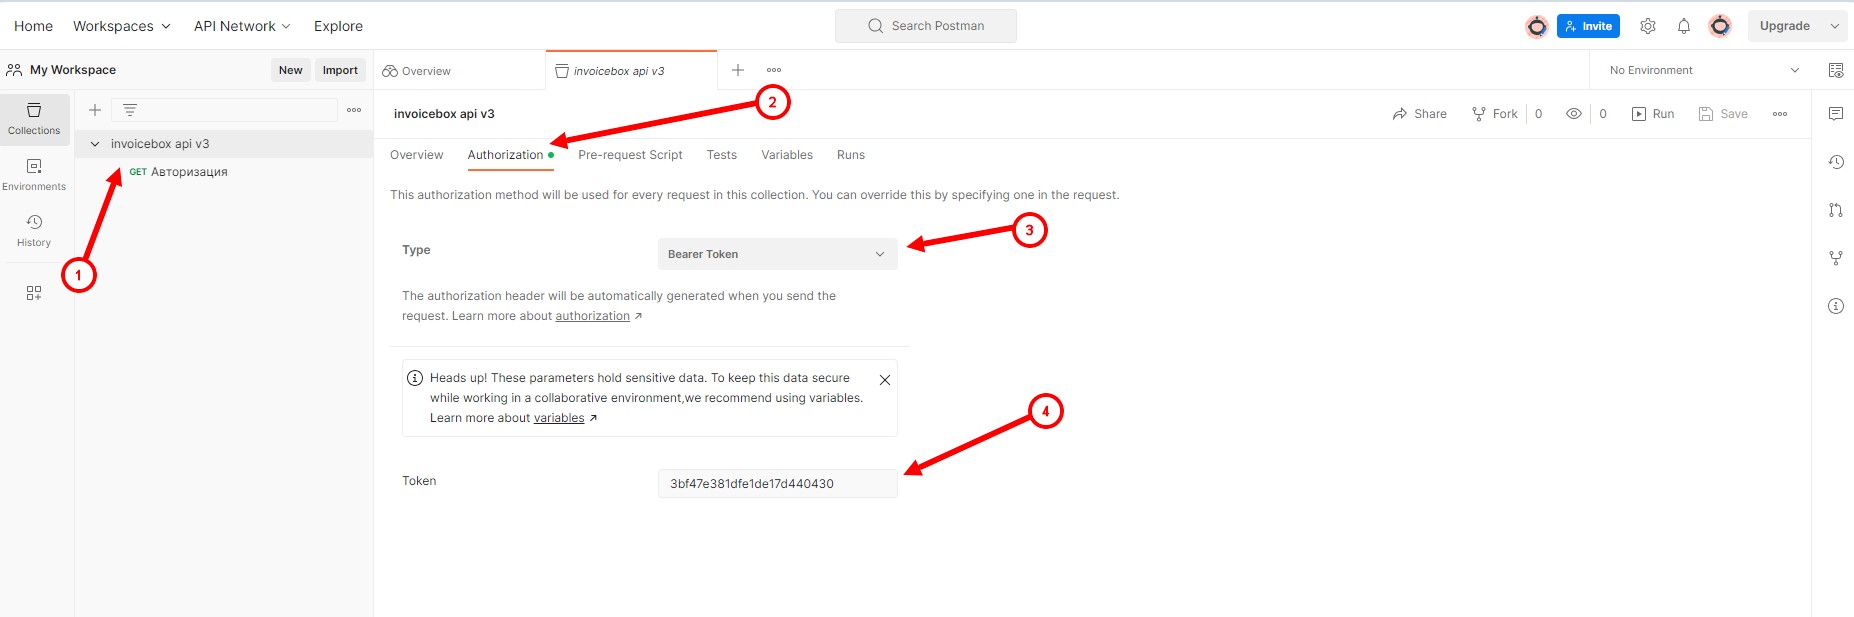 Home Workspaces API Network Explore Search Postman Invite Upgrade
My Workspace New Import Overview invoicebox api v3 No Environment
Collections
Environments
History
invoicebox api v3
GET Авторизация
invoicebox api v3 Share Fork 0 0 Run Save
Overview Authorization Pre-request Script Tests Variables Runs
This authorization method will be used for every request in this collection. You can override this by specifying one in the request.
Type Bearer Token
The authorization header will be automatically generated when you send the
request. Learn more about authorization ↗
Heads up! These parameters hold sensitive data. To keep this data secure
while working in a collaborative environment,we recommend using variables.
Learn more about variables ↗
Token 3bf47e381dfe1de17d440430
1
2
3
4